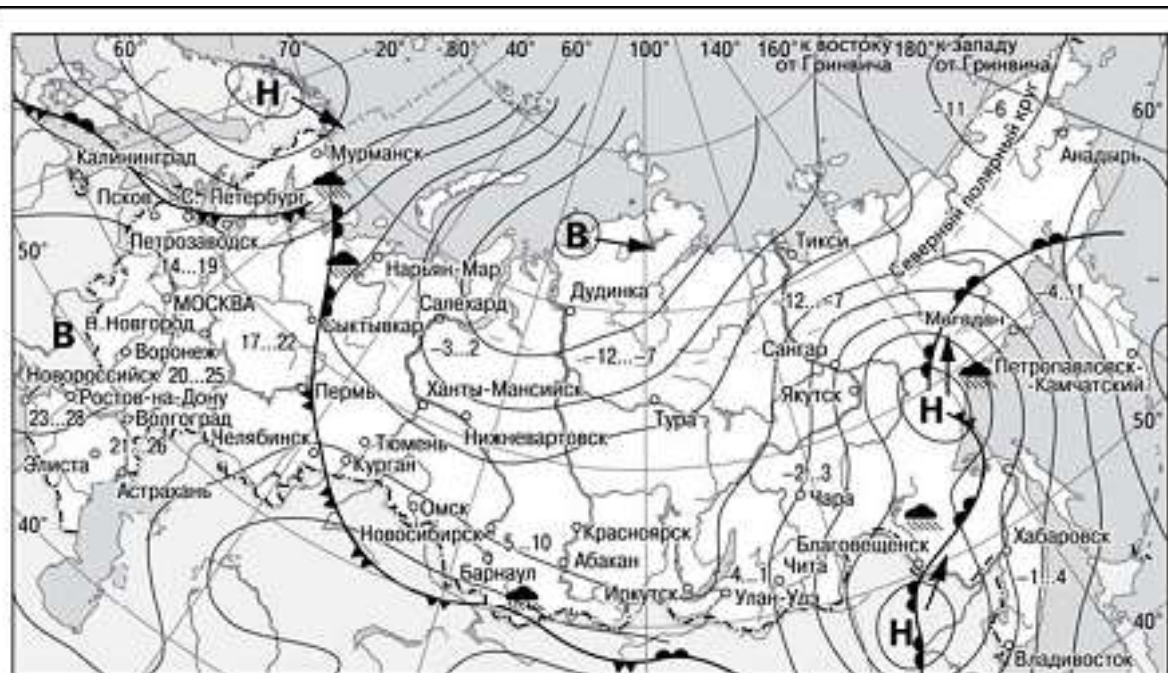 60° 70° 20° 80° 40° 60° 100° 140° 160° к востоку 180° к западу
от Гринвича от Гринвича
Н
-11 -6
60°
Северный полярный круг
Мурманск
Калининград
Анадырь
Псков С.-Петербург
Петрозаводск
50°
В
Тикси
14...19
Нарьян-Мар
МОСКВА
Салехард
Дудинка
-12...-7
Н.Новгород
Сыктывкар
Магадан
В
17...22
-3...2
-12...-7
Сангар
Воронеж
Новороссийск 20...25
Пермь
Ханты-Мансийск
Петропавловск-
-Камчатский
Ростов-на-Дону
Якутск
Н
23...28
Волгоград
Тура
50°
Челябинск
Нижневартовск
Тюмень
Элиста
Курган
-2...3
Чара
Астрахань
Омск
40°
Новосибирск
5...10
Красноярск
Благовещенск
Хабаровск
Барнаул
Абакан
Чита
Иркутск
Улан-Удэ
-1...4
Н
40°
Владивосток